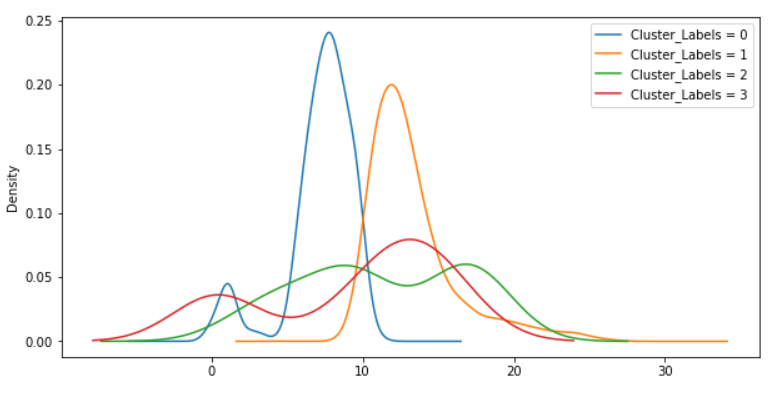 0.25
0.20
0.15
0.10
0.05
0.00
Density
Cluster_Labels = 0
Cluster_Labels = 1
Cluster_Labels = 2
Cluster_Labels = 3
0 10 20 30